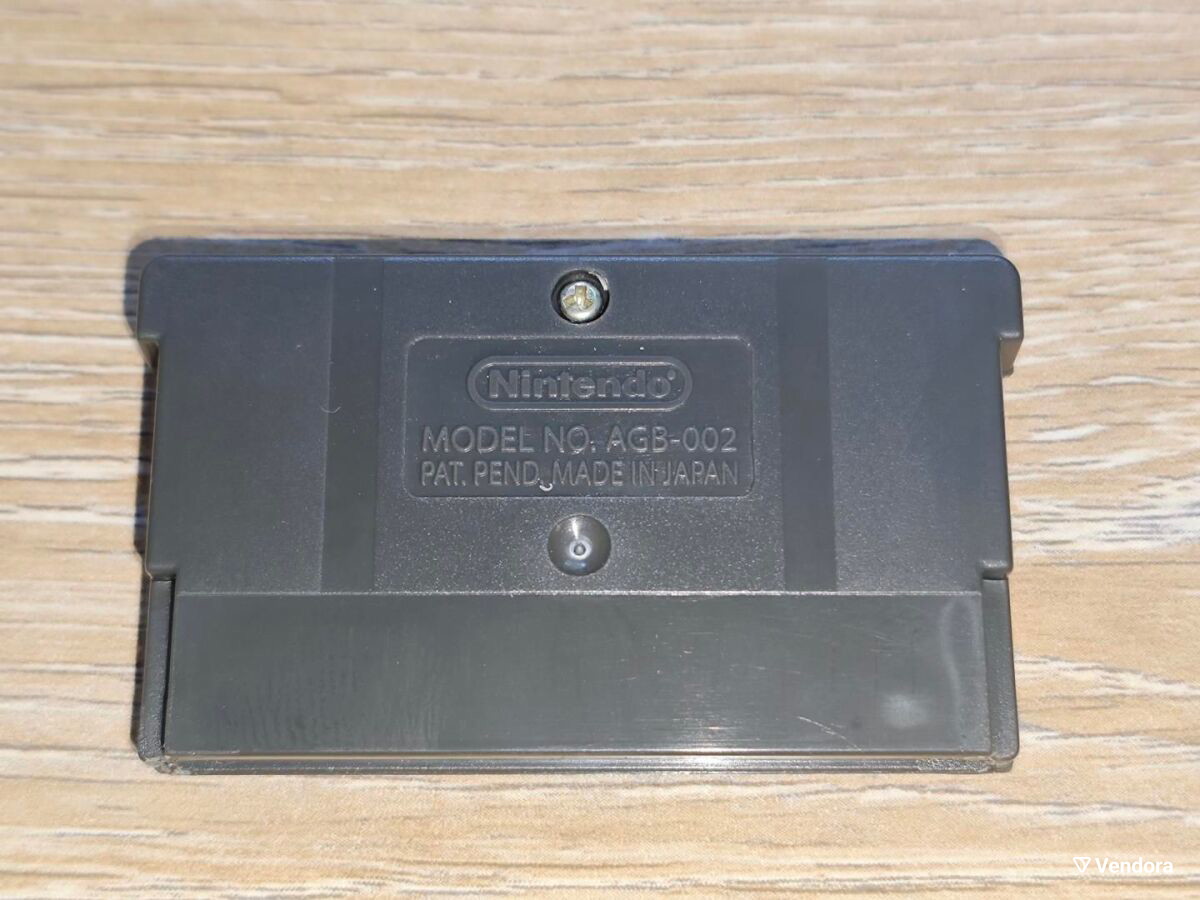 Nintendo®
MODEL NO. AGB-002
PAT. PEND. MADE IN JAPAN
Vendora